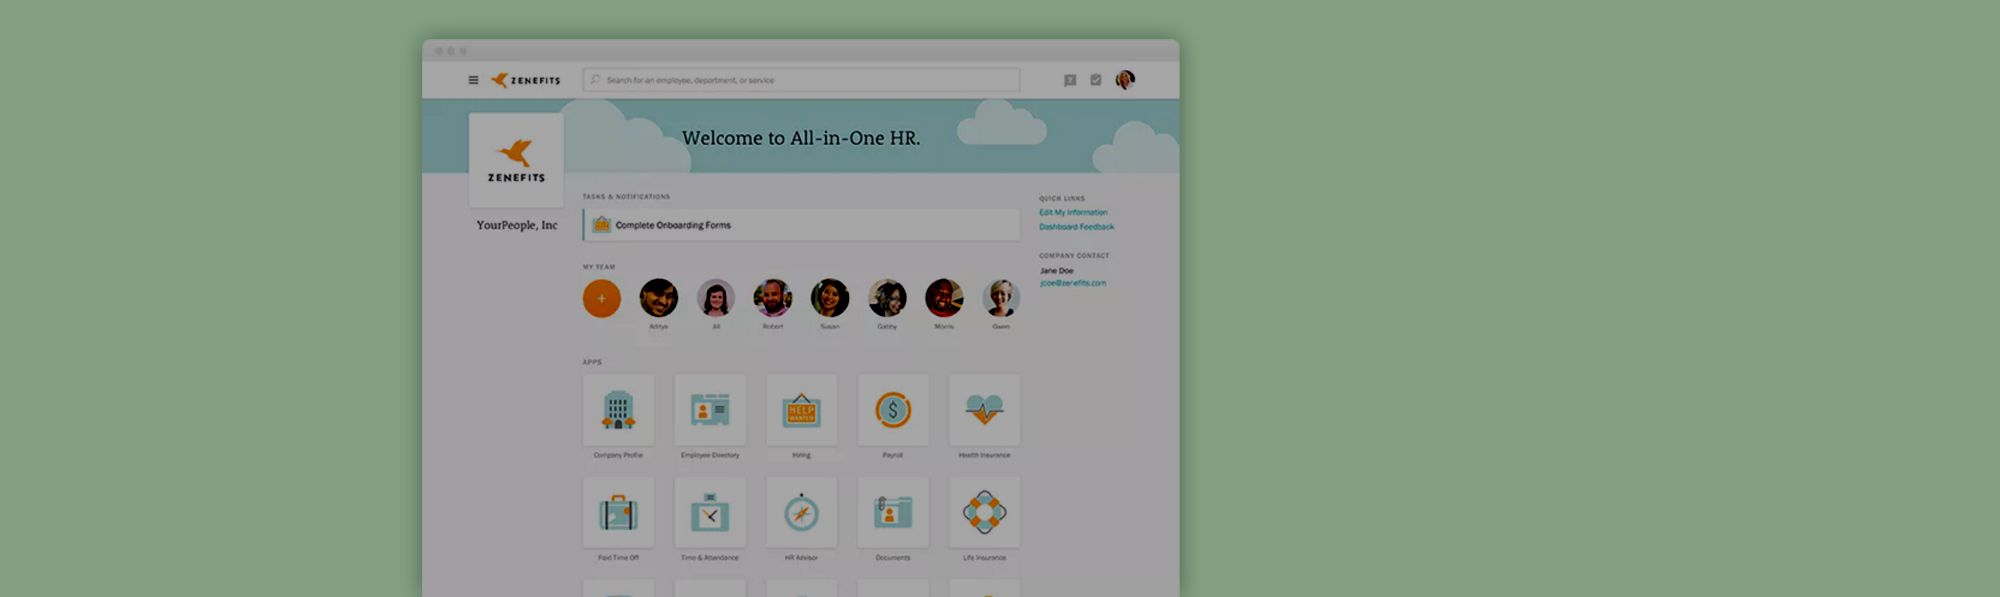 ZENEFITS
Search for an employee, department, or service
Welcome to All-in-One HR.
ZENEFITS
YourPeople, Inc
TASKS & NOTIFICATIONS
Complete Onboarding Forms
QUICK LINKS
Edit My Information
Dashboard Feedback
COMPANY CONTACT
Jane Doe
jdoe@zenefits.com
MY TEAM
Aditya
Jill
Robert
Susan
Gabby
Morris
Gwen
APPS
HELP
WANTED
Company Profile
Employee Directory
Hiring
Payroll
Health Insurance
Paid Time Off
Time & Attendance
HR Advisor
Documents
Life Insurance